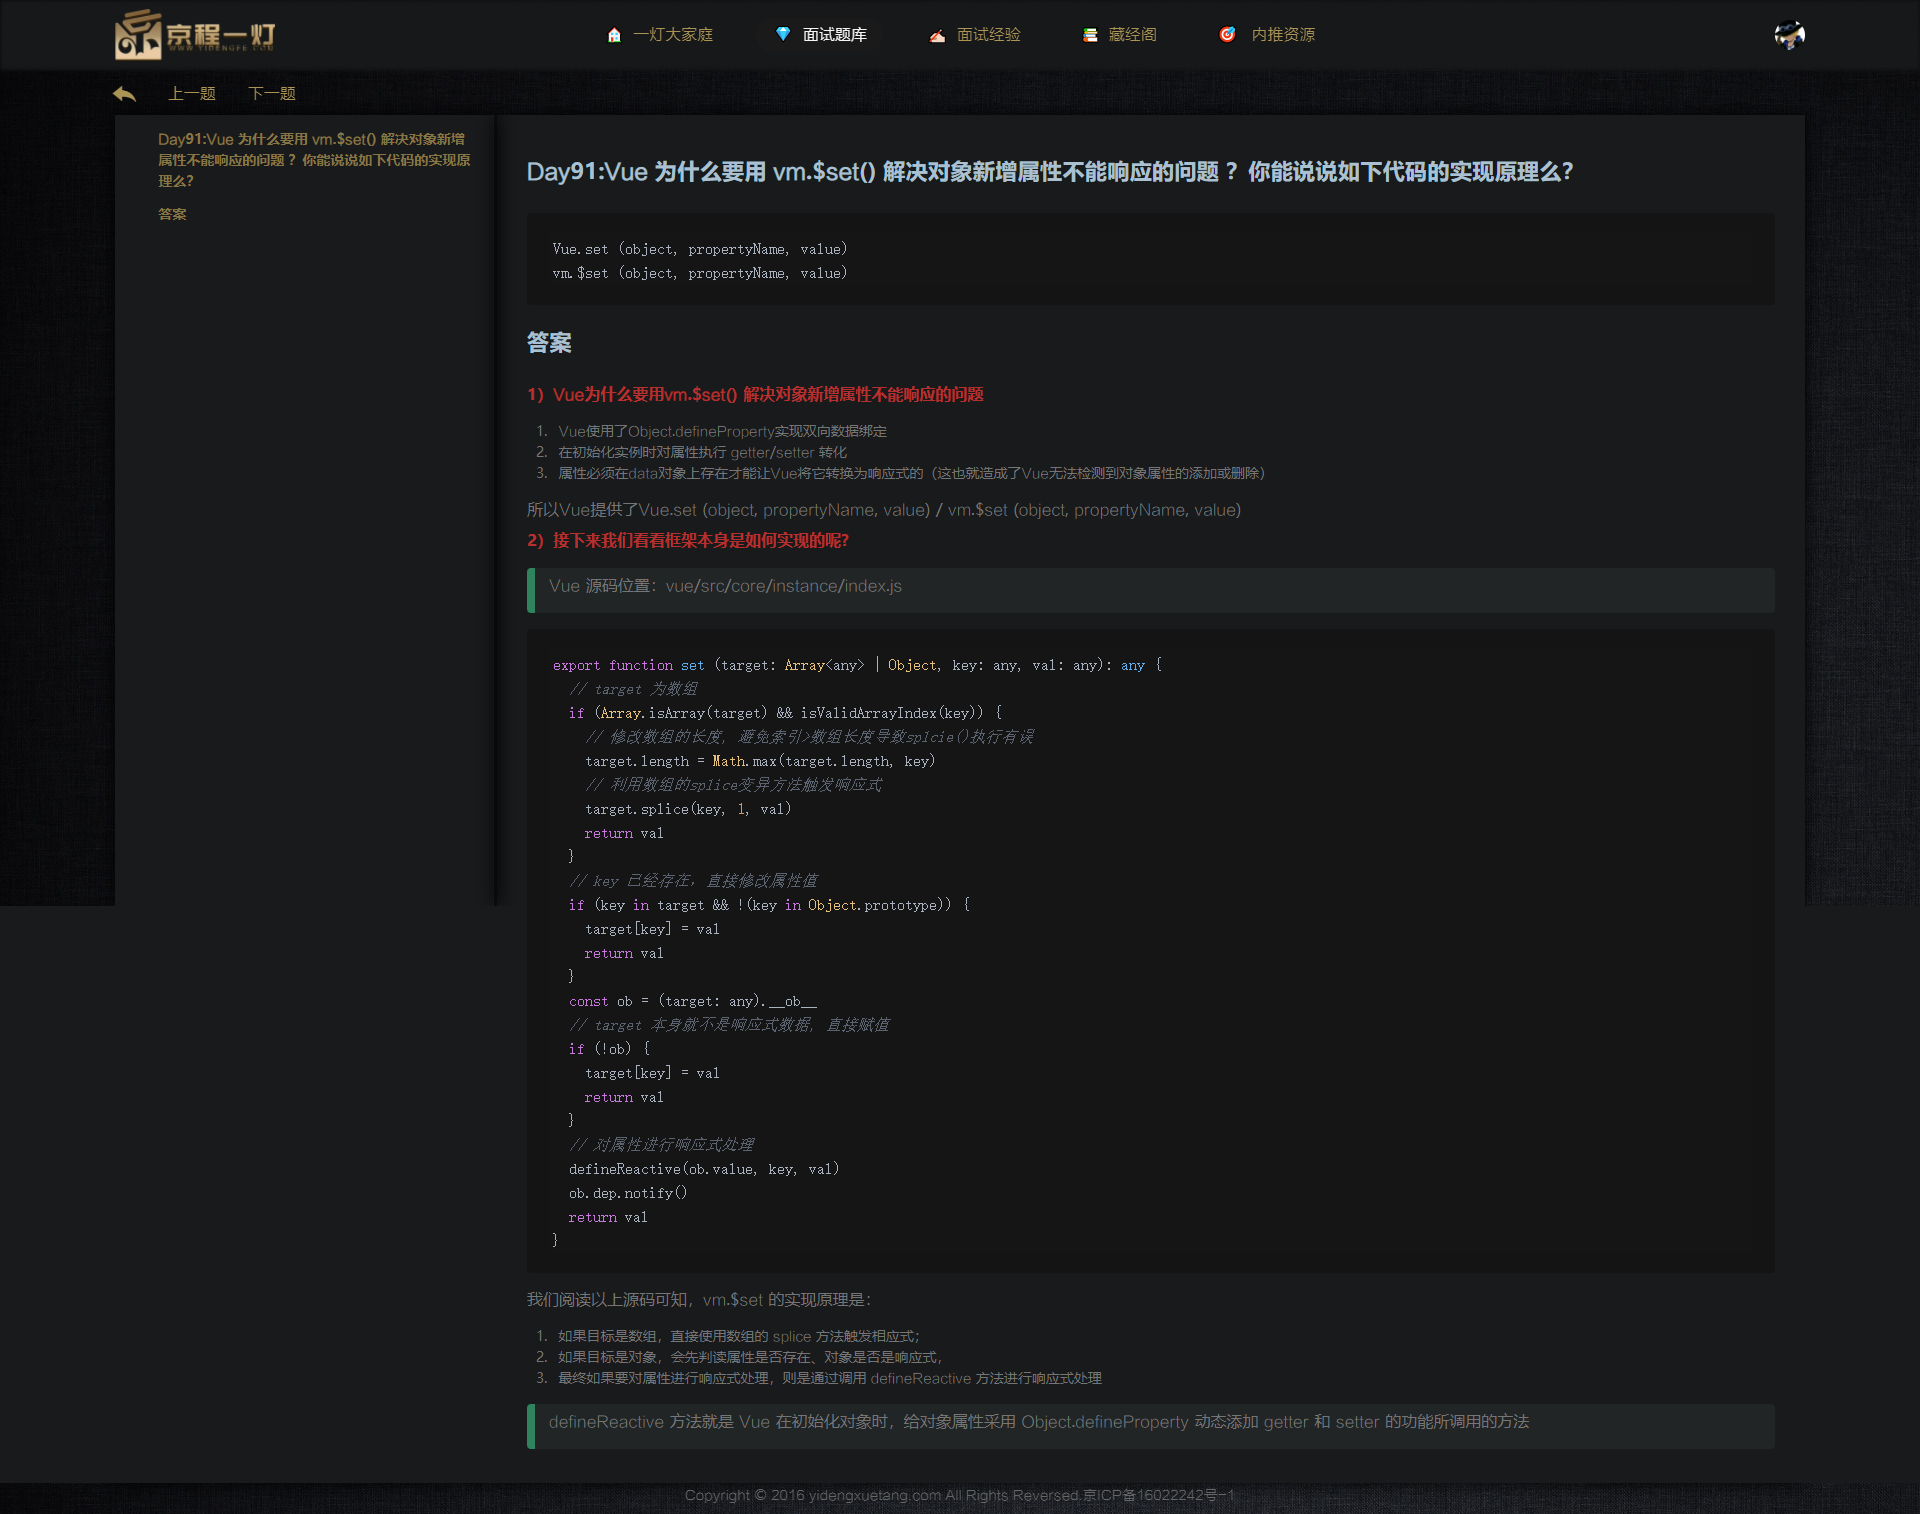 京程一灯
WWW.YIDENGFE.COM
一灯大家庭
面试题库
面试经验
藏经阁
内推资源
上一题
下一题
Day91:Vue 为什么要用 vm.$set() 解决对象新增
属性不能响应的问题 ？你能说说如下代码的实现原
理么?
答案
Day91:Vue 为什么要用 vm.$set() 解决对象新增属性不能响应的问题 ？你能说说如下代码的实现原理么?
Vue.set (object, propertyName, value)
vm.$set (object, propertyName, value)
答案
1）Vue为什么要用vm.$set() 解决对象新增属性不能响应的问题
1. Vue使用了Object.defineProperty实现双向数据绑定
2. 在初始化实例时对属性执行 getter/setter 转化
3. 属性必须在data对象上存在才能让Vue将它转换为响应式的（这也就造成了Vue无法检测到对象属性的添加或删除）
所以Vue提供了Vue.set (object, propertyName, value) / vm.$set (object, propertyName, value)
2）接下来我们看看框架本身是如何实现的呢?
Vue 源码位置：vue/src/core/instance/index.js
export function set (target: Array<any> | Object, key: any, val: any): any {
  // target 为数组
  if (Array.isArray(target) && isValidArrayIndex(key)) {
    // 修改数组的长度, 避免索引>数组长度导致splcie()执行有误
    target.length = Math.max(target.length, key)
    // 利用数组的splice变异方法触发响应式
    target.splice(key, 1, val)
    return val
  }
  // key 已经存在，直接修改属性值
  if (key in target && !(key in Object.prototype)) {
    target[key] = val
    return val
  }
  const ob = (target: any).__ob__
  // target 本身就不是响应式数据, 直接赋值
  if (!ob) {
    target[key] = val
    return val
  }
  // 对属性进行响应式处理
  defineReactive(ob.value, key, val)
  ob.dep.notify()
  return val
}
我们阅读以上源码可知，vm.$set 的实现原理是：
1. 如果目标是数组，直接使用数组的 splice 方法触发相应式；
2. 如果目标是对象，会先判读属性是否存在、对象是否是响应式，
3. 最终如果要对属性进行响应式处理，则是通过调用 defineReactive 方法进行响应式处理
defineReactive 方法就是 Vue 在初始化对象时，给对象属性采用 Object.defineProperty 动态添加 getter 和 setter 的功能所调用的方法
Copyright © 2016 yidengxuetang.com All Rights Reversed.京ICP备16022242号-1